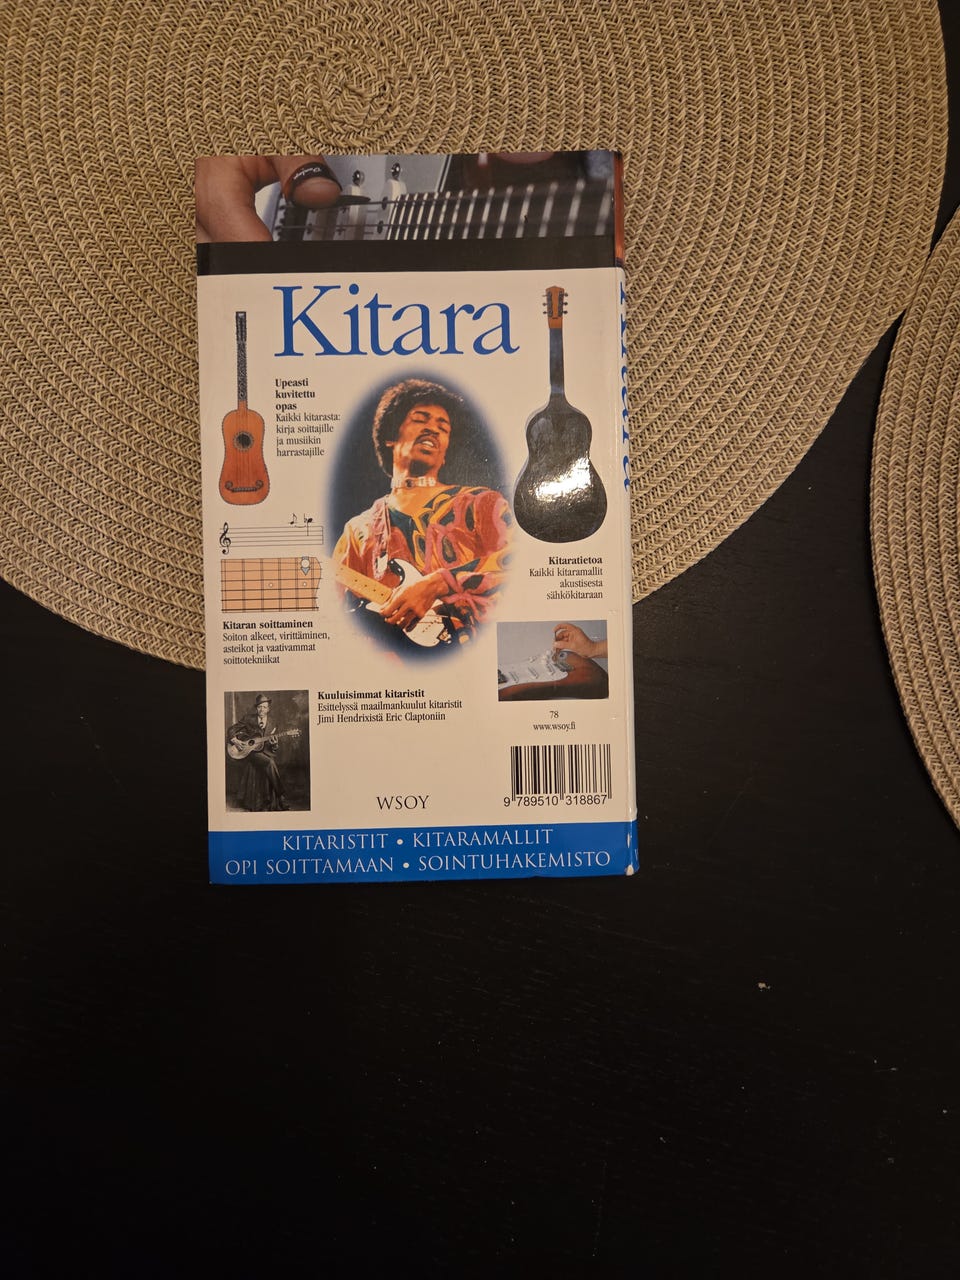 Kitara
Upeasti
kuvitettu
opas
Kaikki kitarasta:
kirja soittajille
ja musiikin
harrastajille
Kitaratietoa
Kaikki kitaramallit
akustisesta
sähkökitaraan
Kitaran soittaminen
Soiton alkeet, virittäminen,
asteikot ja vaativammat
soittotekniikat
Kuuluisimmat kitaristit
Esittelyssä maailmankuulut kitaristit
Jimi Hendrixistä Eric Claptoniin
78
www.wsoy.fi
9 789510 318867
WSOY
KITARISTIT • KITARAMALLIT
OPI SOITTAMAAN • SOINTUHAKEMISTO